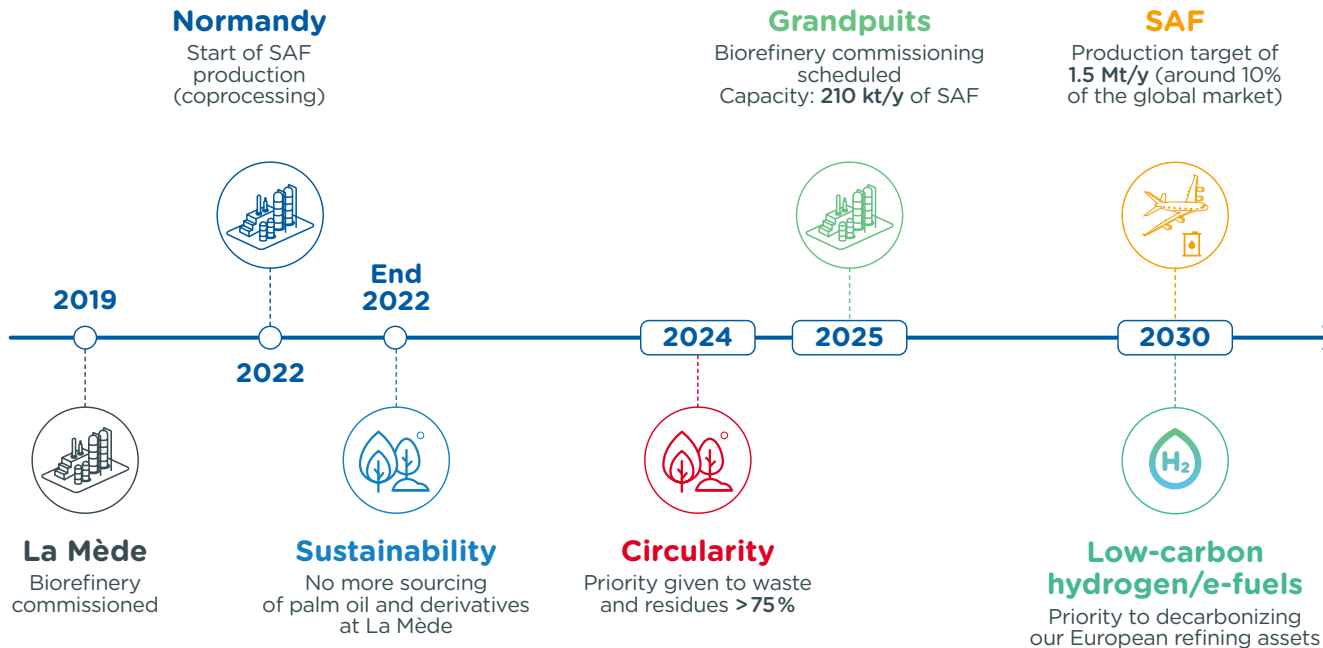 Normandy
Start of SAF
production
(coprocessing)
Grandpuits
Biorefinery commissioning
scheduled
Capacity: 210 kt/y of SAF
SAF
Production target of
1.5 Mt/y (around 10%
of the global market)
2019
2022
End
2022
2024
2025
2030
La Mède
Biorefinery
commissioned
Sustainability
No more sourcing
of palm oil and derivatives
at La Mède
Circularity
Priority given to waste
and residues >75%
H₂
Low-carbon
hydrogen/e-fuels
Priority to decarbonizing
our European refining assets